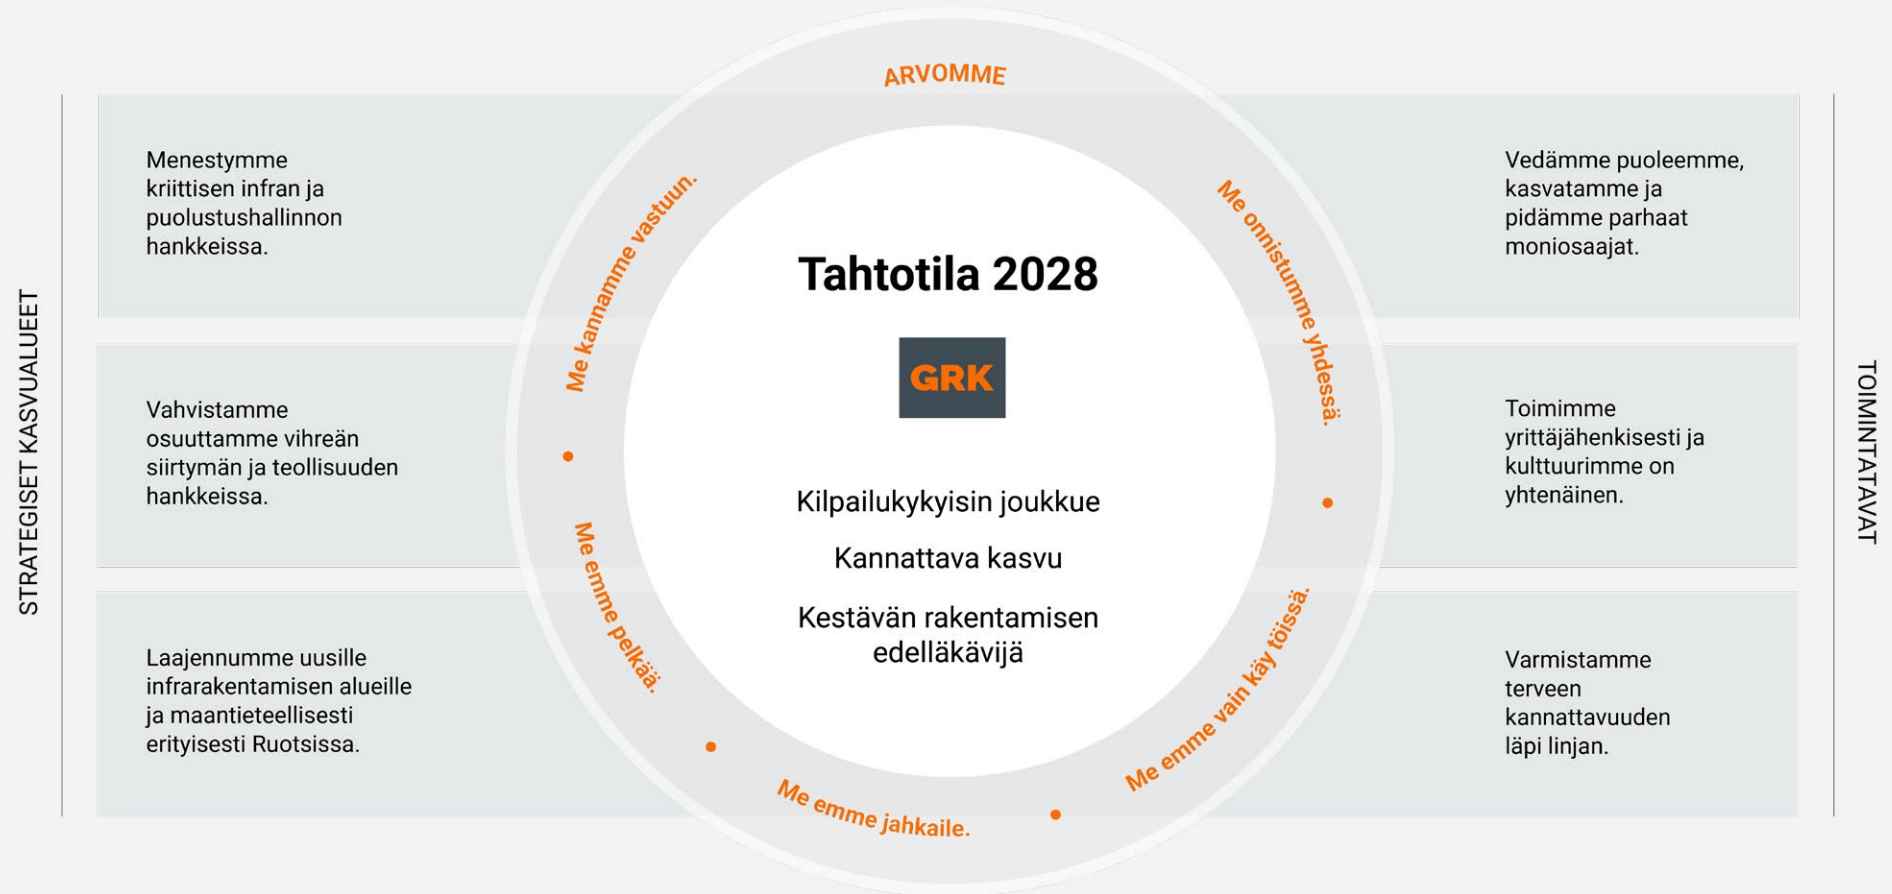 STRATEGISET KASVUALUEET
Menestymme
kriittisen infran ja
puolustushallinnon
hankkeissa.
Vahvistamme
osuuttamme vihreän
siirtymän ja teollisuuden
hankkeissa.
Laajennumme uusille
infrarakentamisen alueille
ja maantieteellisesti
erityisesti Ruotsissa.
ARVOMME
Me kannamme vastuun.
Me onnistumme yhdessä.
Me emme pelkää.
Me emme jahkaile.
Me emme vain käy töissä.
Tahtotila 2028
GRK
Kilpailukykyisin joukkue
Kannattava kasvu
Kestävän rakentamisen
edelläkävijä
Vedämme puoleemme,
kasvatamme ja
pidämme parhaat
moniosaajat.
Toimimme
yrittäjähenkisesti ja
kulttuurimme on
yhtenäinen.
Varmistamme
terveen
kannattavuuden
läpi linjan.
TOIMINTATAVAT